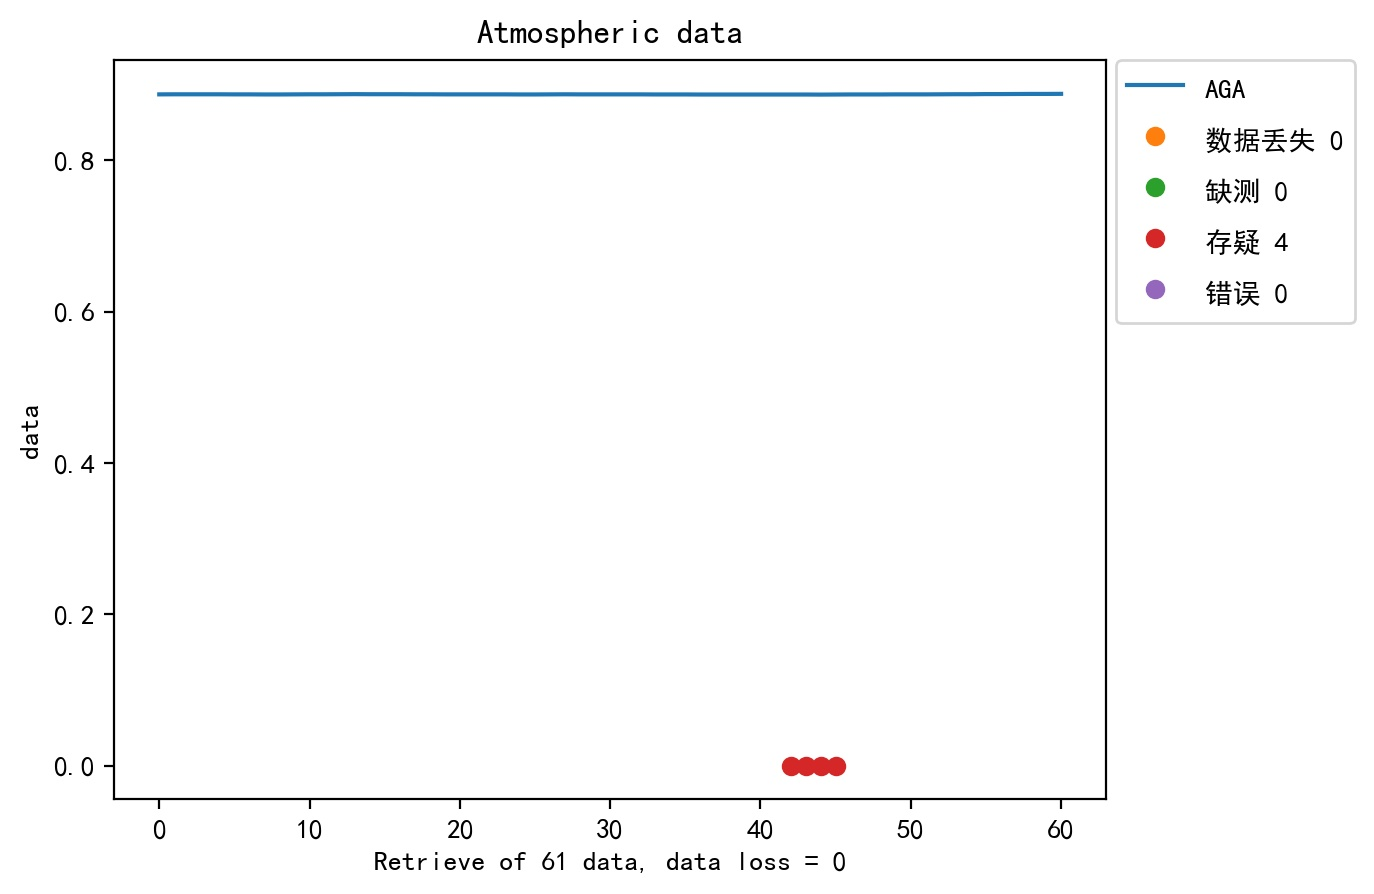 Atmospheric data
AGA
数据丢失 0
缺测 0
存疑 4
错误 0
data
0.8
0.6
0.4
0.2
0.0
0 10 20 30 40 50 60
Retrieve of 61 data, data loss = 0